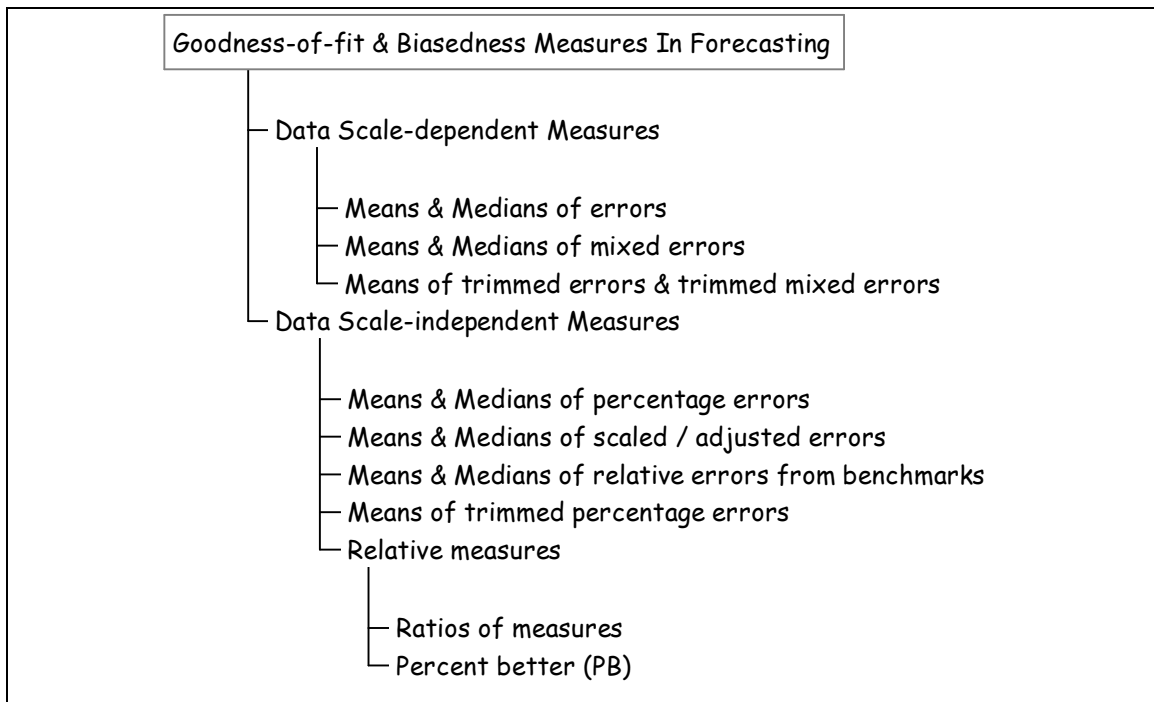 Goodness-of-fit & Biasedness Measures In Forecasting
Data Scale-dependent Measures
Means & Medians of errors
Means & Medians of mixed errors
Means of trimmed errors & trimmed mixed errors
Data Scale-independent Measures
Means & Medians of percentage errors
Means & Medians of scaled / adjusted errors
Means & Medians of relative errors from benchmarks
Means of trimmed percentage errors
Relative measures
Ratios of measures
Percent better (PB)